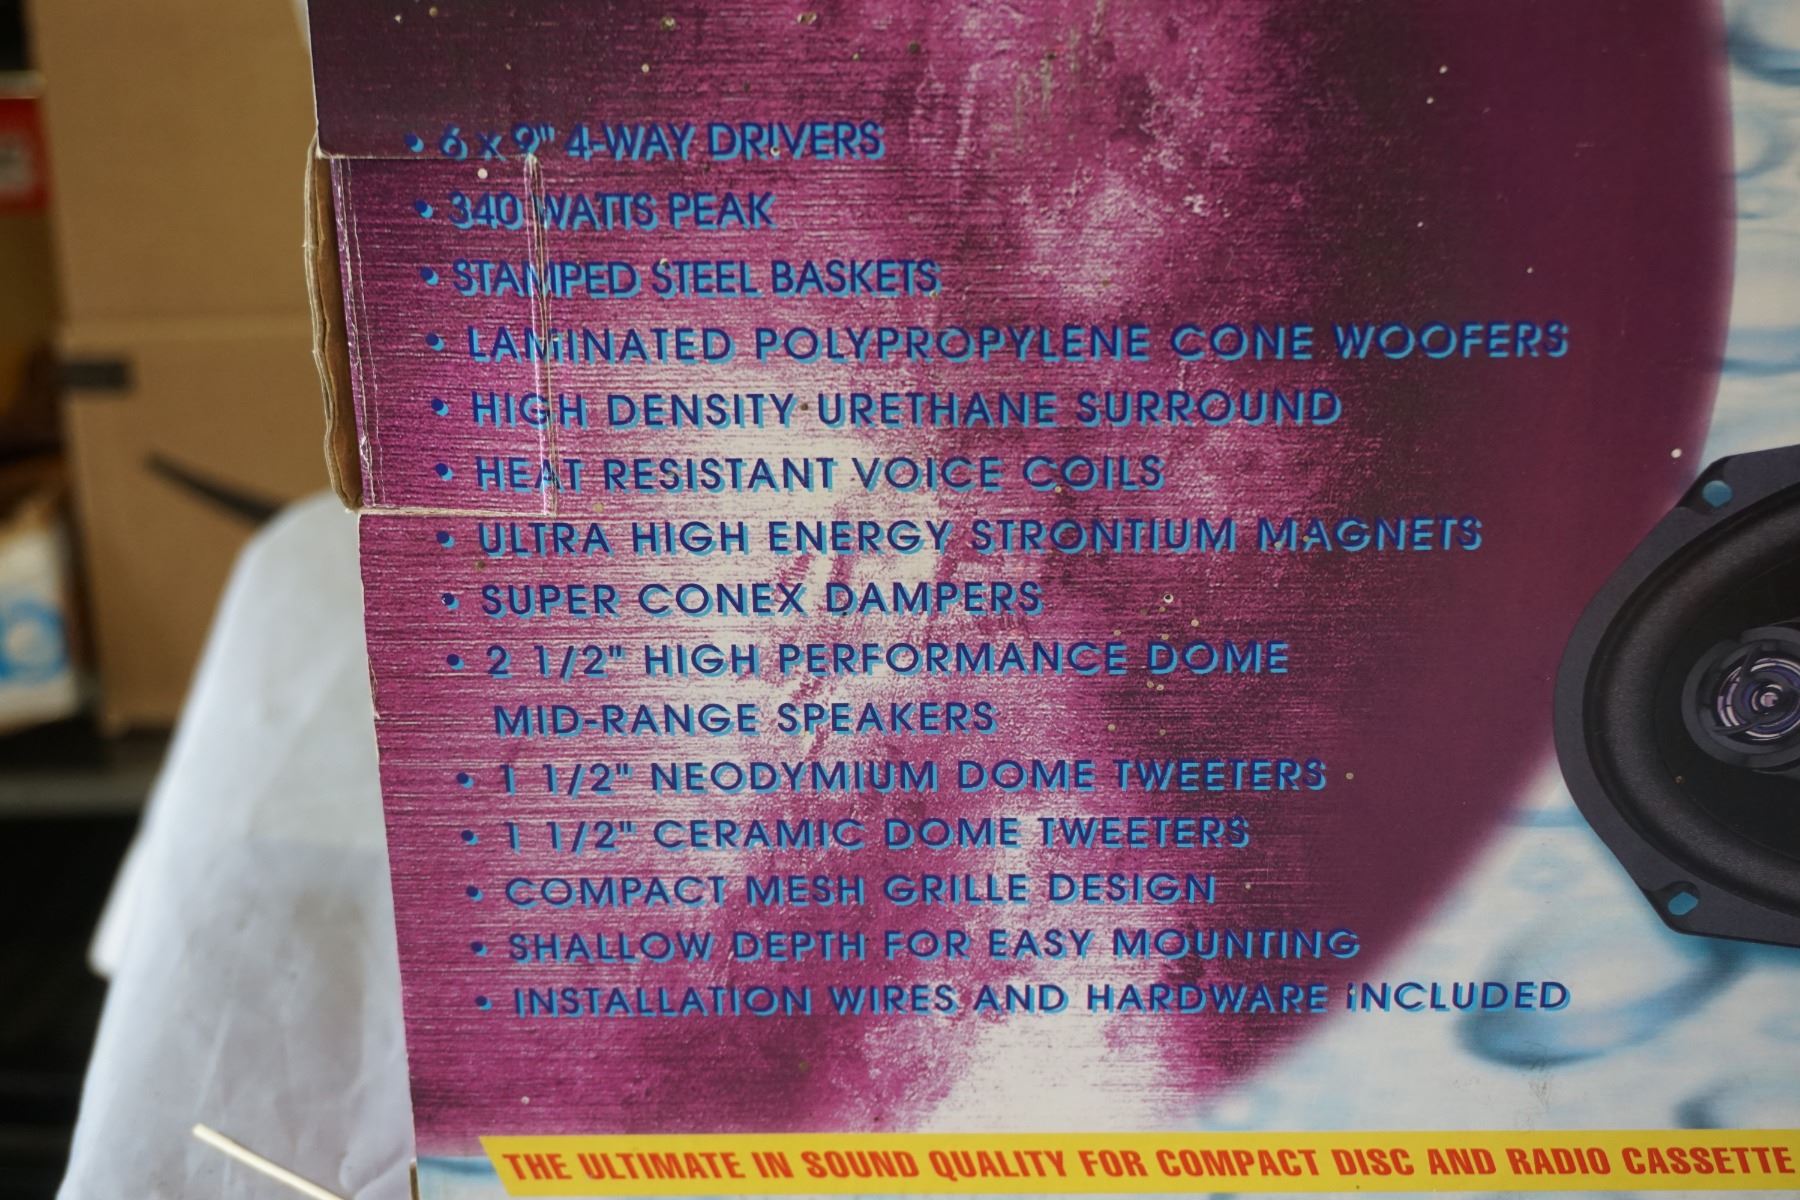 • 6 x 9" 4-WAY DRIVERS
• 340 WATTS PEAK
• STAMPED STEEL BASKETS
• LAMINATED POLYPROPYLENE CONE WOOFERS
• HIGH DENSITY URETHANE SURROUND
• HEAT RESISTANT VOICE COILS
• ULTRA HIGH ENERGY STRONTIUM MAGNETS
• SUPER CONEX DAMPERS
• 2 1/2" HIGH PERFORMANCE DOME
MID-RANGE SPEAKERS
• 1 1/2" NEODYMIUM DOME TWEETERS
• 1 1/2" CERAMIC DOME TWEETERS
• COMPACT MESH GRILLE DESIGN
• SHALLOW DEPTH FOR EASY MOUNTING
• INSTALLATION WIRES AND HARDWARE INCLUDED
THE ULTIMATE IN SOUND QUALITY FOR COMPACT DISC AND RADIO CASSETTE